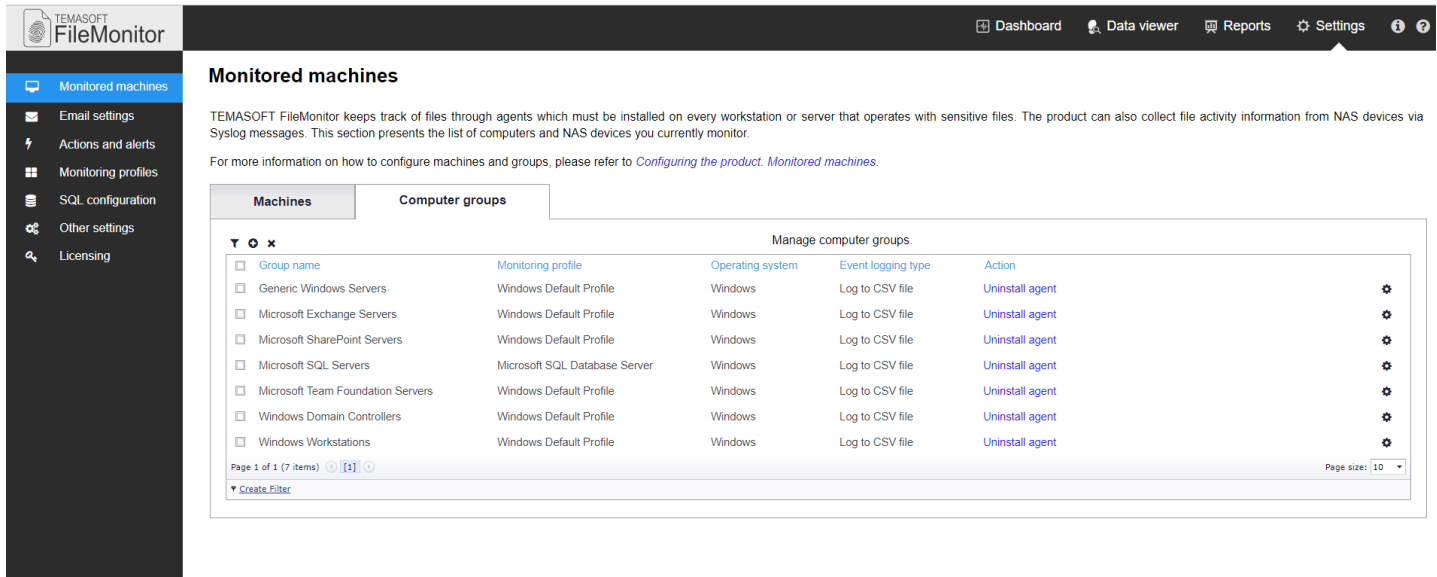 TEMASOFT
FileMonitor
Dashboard
Data viewer
Reports
Settings
Monitored machines
Email settings
Actions and alerts
Monitoring profiles
SQL configuration
Other settings
Licensing
Monitored machines
TEMASOFT FileMonitor keeps track of files through agents which must be installed on every workstation or server that operates with sensitive files. The product can also collect file activity information from NAS devices via
Syslog messages. This section presents the list of computers and NAS devices you currently monitor.
For more information on how to configure machines and groups, please refer to Configuring the product. Monitored machines.
Machines Computer groups
Manage computer groups.
Group name Monitoring profile Operating system Event logging type Action
Generic Windows Servers Windows Default Profile Windows Log to CSV file Uninstall agent
Microsoft Exchange Servers Windows Default Profile Windows Log to CSV file Uninstall agent
Microsoft SharePoint Servers Windows Default Profile Windows Log to CSV file Uninstall agent
Microsoft SQL Servers Microsoft SQL Database Server Windows Log to CSV file Uninstall agent
Microsoft Team Foundation Servers Windows Default Profile Windows Log to CSV file Uninstall agent
Windows Domain Controllers Windows Default Profile Windows Log to CSV file Uninstall agent
Windows Workstations Windows Default Profile Windows Log to CSV file Uninstall agent
Page 1 of 1 (7 items) [1] Page size: 10
Create Filter